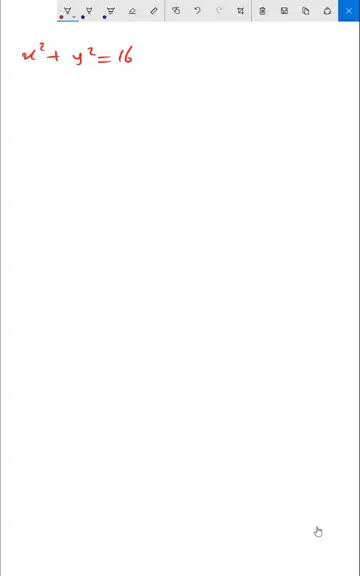 x² + y² = 16